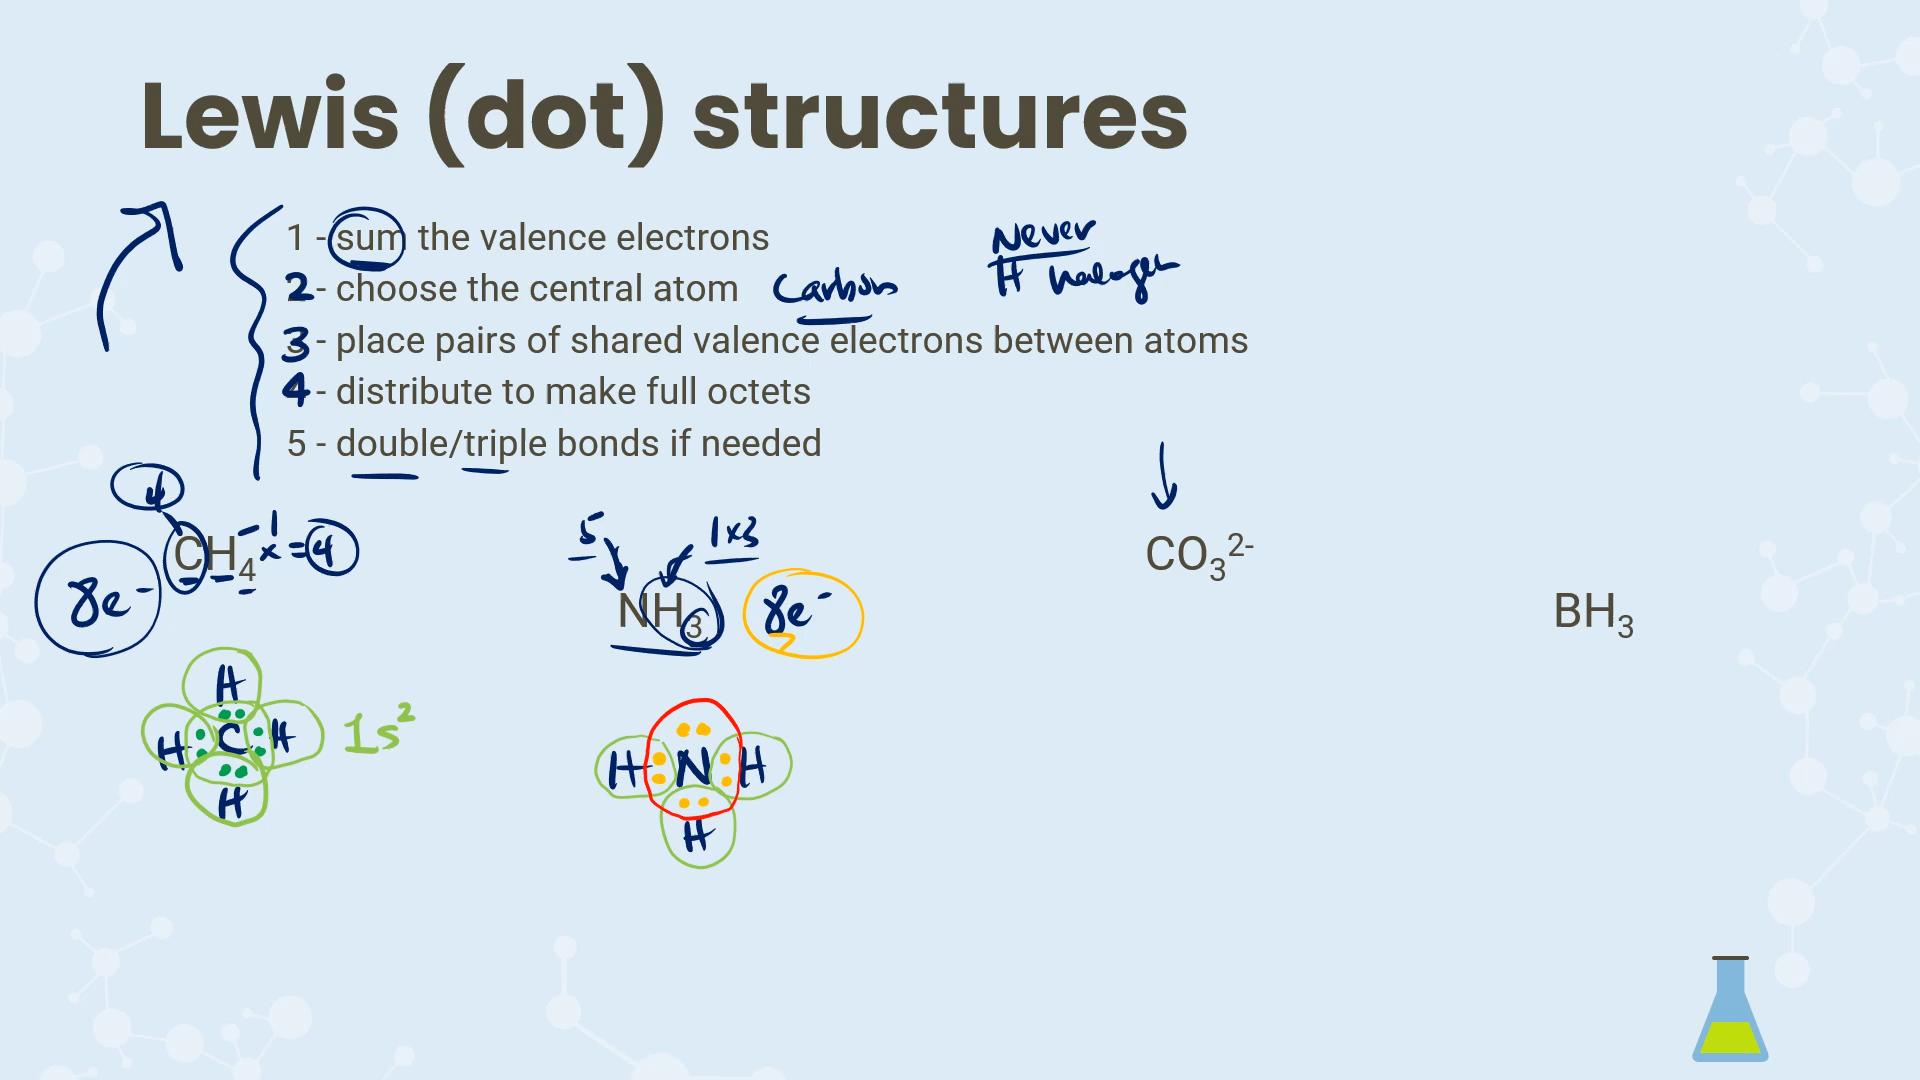 Lewis (dot) structures
1 - sum the valence electrons
2 - choose the central atom Carbon
Never
H halogen
3 - place pairs of shared valence electrons between atoms
4 - distribute to make full octets
5 - double/triple bonds if needed
4
CH₄ - 1 x = 4
8e⁻
5 1x3
NH₃ 8e⁻
CO₃²⁻
BH₃
H
H C H 1s²
H
H N H
H